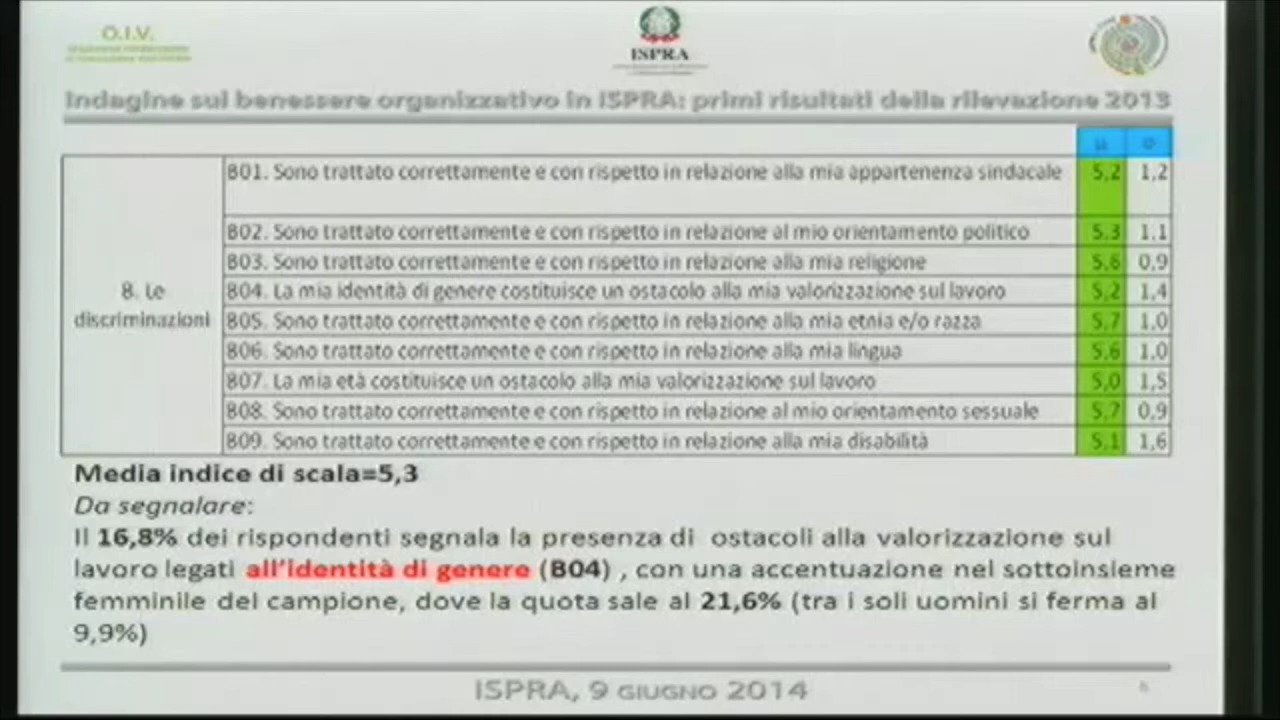 O.I.V.
ISPRA
Indagine sul benessere organizzativo in ISPRA: primi risultati della rilevazione 2013
μ σ
B01. Sono trattato correttamente e con rispetto in relazione alla mia appartenenza sindacale 5,2 1,2
B02. Sono trattato correttamente e con rispetto in relazione al mio orientamento politico 5,3 1,1
B03. Sono trattato correttamente e con rispetto in relazione alla mia religione 5,6 0,9
B. Le
B04. La mia identità di genere costituisce un ostacolo alla mia valorizzazione sul lavoro 5,2 1,4
discriminazioni
B05. Sono trattato correttamente e con rispetto in relazione alla mia etnia e/o razza 5,7 1,0
B06. Sono trattato correttamente e con rispetto in relazione alla mia lingua 5,6 1,0
B07. La mia età costituisce un ostacolo alla mia valorizzazione sul lavoro 5,0 1,5
B08. Sono trattato correttamente e con rispetto in relazione al mio orientamento sessuale 5,7 0,9
B09. Sono trattato correttamente e con rispetto in relazione alla mia disabilità 5,1 1,6
Media indice di scala=5,3
Da segnalare:
Il 16,8% dei rispondenti segnala la presenza di ostacoli alla valorizzazione sul
lavoro legati all'identità di genere (B04) , con una accentuazione nel sottoinsieme
femminile del campione, dove la quota sale al 21,6% (tra i soli uomini si ferma al
9,9%)
ISPRA, 9 GIUGNO 2014